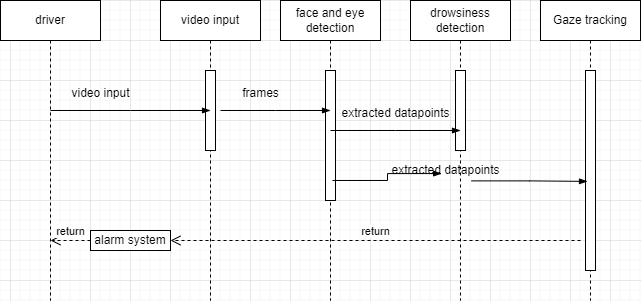 driver
video input
face and eye
detection
drowsiness
detection
Gaze tracking
video input
frames
extracted datapoints
extracted datapoints
return
alarm system
return